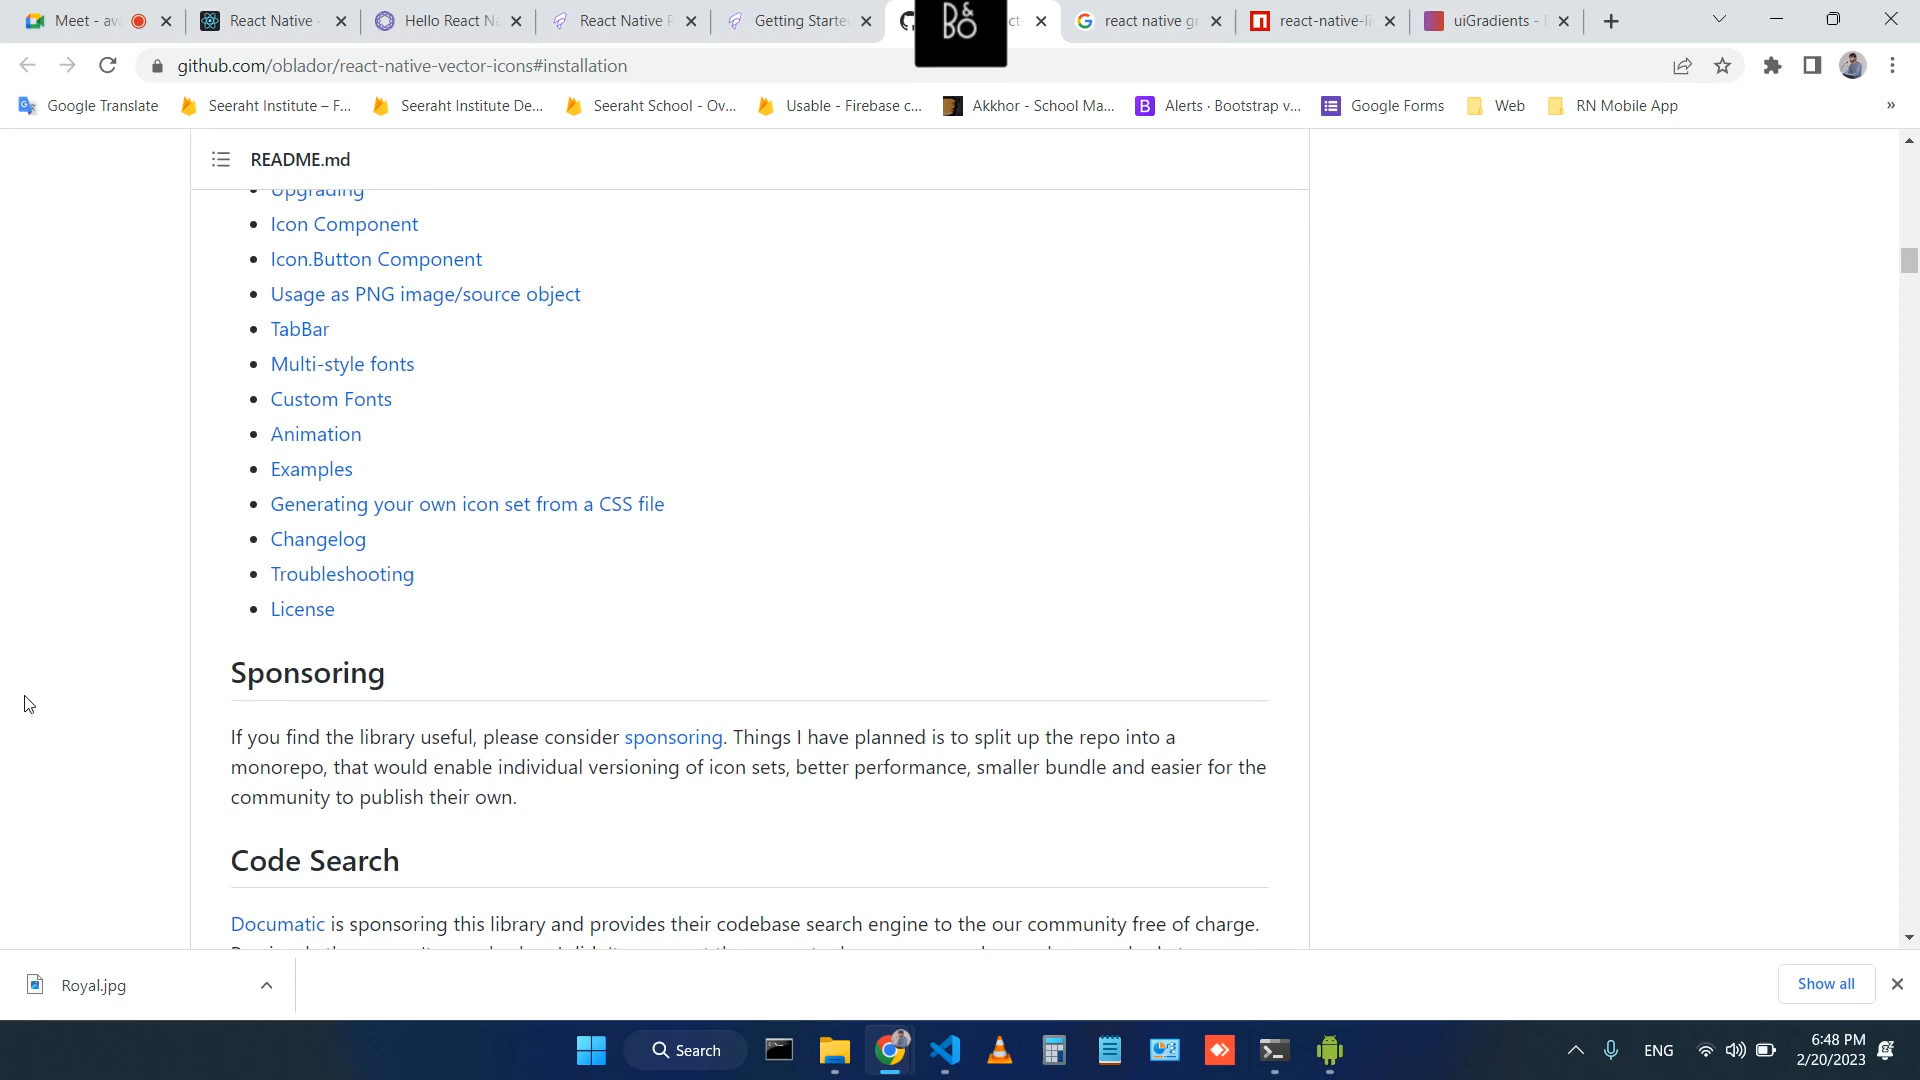 Meet - av
React Native
Hello React Na
React Native P
Getting Starte
B&O
ct-
react native gr
react-native-li
uiGradients -
github.com/oblador/react-native-vector-icons#installation
Google Translate
Seeraht Institute – F...
Seeraht Institute De...
Seeraht School - Ov...
Usable - Firebase c...
Akkhor - School Ma...
B
Alerts · Bootstrap v...
Google Forms
Web
RN Mobile App
»
README.md
Upgrading
Icon Component
Icon.Button Component
Usage as PNG image/source object
TabBar
Multi-style fonts
Custom Fonts
Animation
Examples
Generating your own icon set from a CSS file
Changelog
Troubleshooting
License
Sponsoring
If you find the library useful, please consider sponsoring. Things I have planned is to split up the repo into a
monorepo, that would enable individual versioning of icon sets, better performance, smaller bundle and easier for the
community to publish their own.
Code Search
Documatic is sponsoring this library and provides their codebase search engine to the our community free of charge.
Royal.jpg
Show all
Search
ENG
6:48 PM
2/20/2023